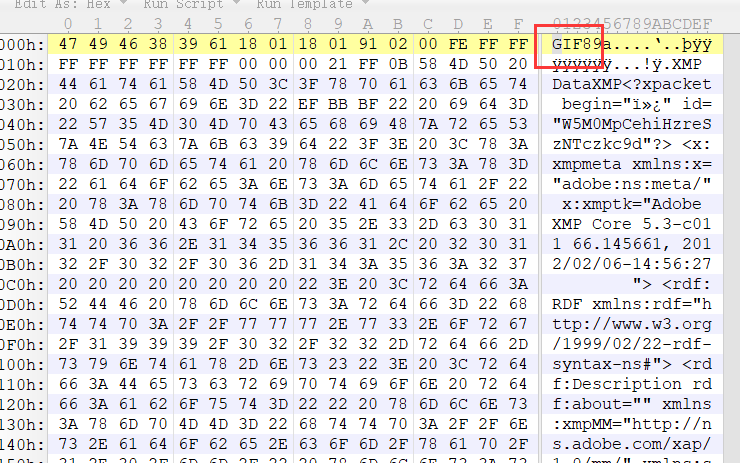 Edit As: Hex Run Script Run Template
0 1 2 3 4 5 6 7 8 9 A B C D E F 0123456789ABCDEF
000h: 47 49 46 38 39 61 18 01 18 01 91 02 00 FE FF FF GIF89a....‘..þÿÿ
010h: FF FF FF FF FF FF 00 00 00 21 FF 0B 58 4D 50 20 ÿÿÿÿÿÿ...!ÿ.XMP
020h: 44 61 74 61 58 4D 50 3C 3F 78 70 61 63 6B 65 74 DataXMP<?xpacket
030h: 20 62 65 67 69 6E 3D 22 EF BB BF 22 20 69 64 3D begin="ï»¿" id=
040h: 22 57 35 4D 30 4D 70 43 65 68 69 48 7A 72 65 53 "W5M0MpCehiHzreS
050h: 7A 4E 54 63 7A 6B 63 39 64 22 3F 3E 20 3C 78 3A zNTczkc9d"?> <x:
060h: 78 6D 70 6D 65 74 61 20 78 6D 6C 6E 73 3A 78 3D xmpmeta xmlns:x=
070h: 22 61 64 6F 62 65 3A 6E 73 3A 6D 65 74 61 2F 22 "adobe:ns:meta/"
080h: 20 78 3A 78 6D 70 74 6B 3D 22 41 64 6F 62 65 20 x:xmptk="Adobe
090h: 58 4D 50 20 43 6F 72 65 20 35 2E 33 2D 63 30 31 XMP Core 5.3-c01
0A0h: 31 20 36 36 2E 31 34 35 36 36 31 2C 20 32 30 31 1 66.145661, 201
0B0h: 32 2F 30 32 2F 30 36 2D 31 34 3A 35 36 3A 32 37 2/02/06-14:56:27
0C0h: 20 20 20 20 20 20 20 20 22 3E 20 3C 72 64 66 3A "> <rdf:
0D0h: 52 44 46 20 78 6D 6C 6E 73 3A 72 64 66 3D 22 68 RDF xmlns:rdf="h
0E0h: 74 74 70 3A 2F 2F 77 77 77 2E 77 33 2E 6F 72 67 ttp://www.w3.org
0F0h: 2F 31 39 39 39 2F 30 32 2F 32 32 2D 72 64 66 2D /1999/02/22-rdf-
100h: 73 79 6E 74 61 78 2D 6E 73 23 22 3E 20 3C 72 64 syntax-ns#"> <rd
110h: 66 3A 44 65 73 63 72 69 70 74 69 6F 6E 20 72 64 f:Description rd
120h: 66 3A 61 62 6F 75 74 3D 22 22 20 78 6D 6C 6E 73 f:about="" xmlns
130h: 3A 78 6D 70 4D 4D 3D 22 68 74 74 70 3A 2F 2F 6E :xmpMM="http://n
140h: 73 2E 61 64 6F 62 65 2E 63 6F 6D 2F 78 61 70 2F s.adobe.com/xap/